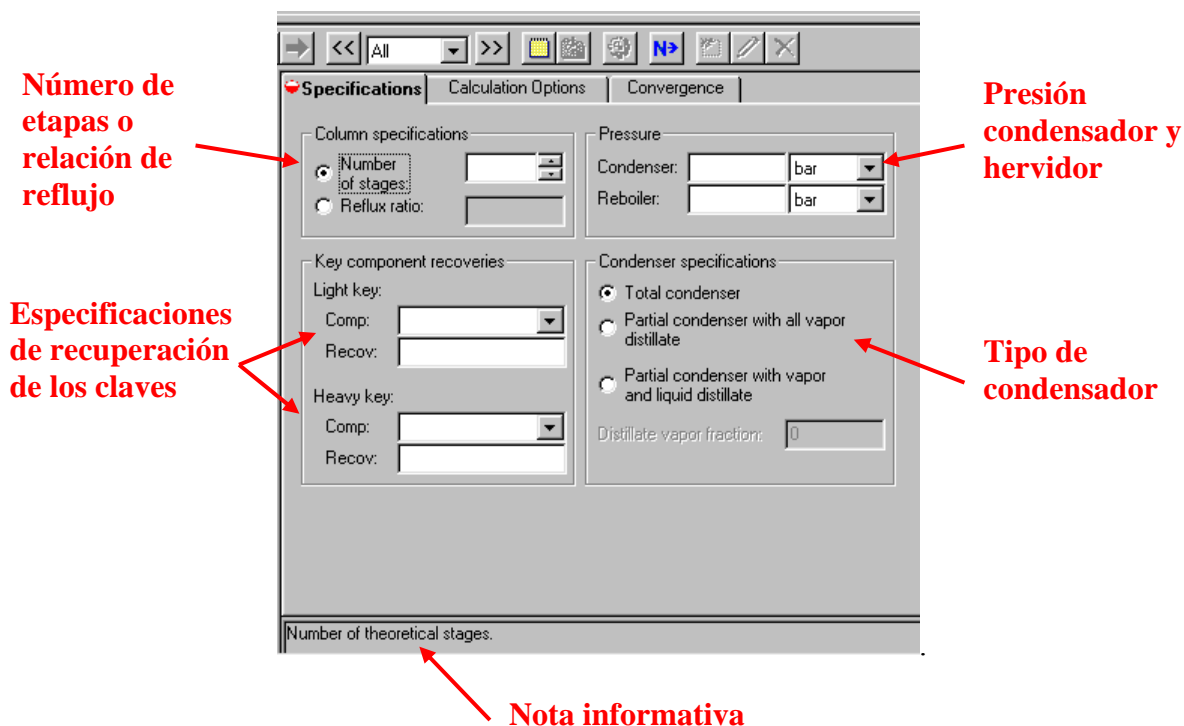 << All >> N
Número de
etapas o
relación de
reflujo
Specifications Calculation Options Convergence
Presión
condensador y
hervidor
Column specifications
Number
of stages:
Reflux ratio:
Pressure
Condenser: bar
Reboiler: bar
Especificaciones
de recuperación
de los claves
Key component recoveries
Light key:
Comp:
Recov:
Heavy key:
Comp:
Recov:
Condenser specifications
Total condenser
Partial condenser with all vapor
distillate
Partial condenser with vapor
and liquid distillate
Distillate vapor fraction: 0
Tipo de
condensador
Number of theoretical stages.
.
Nota informativa